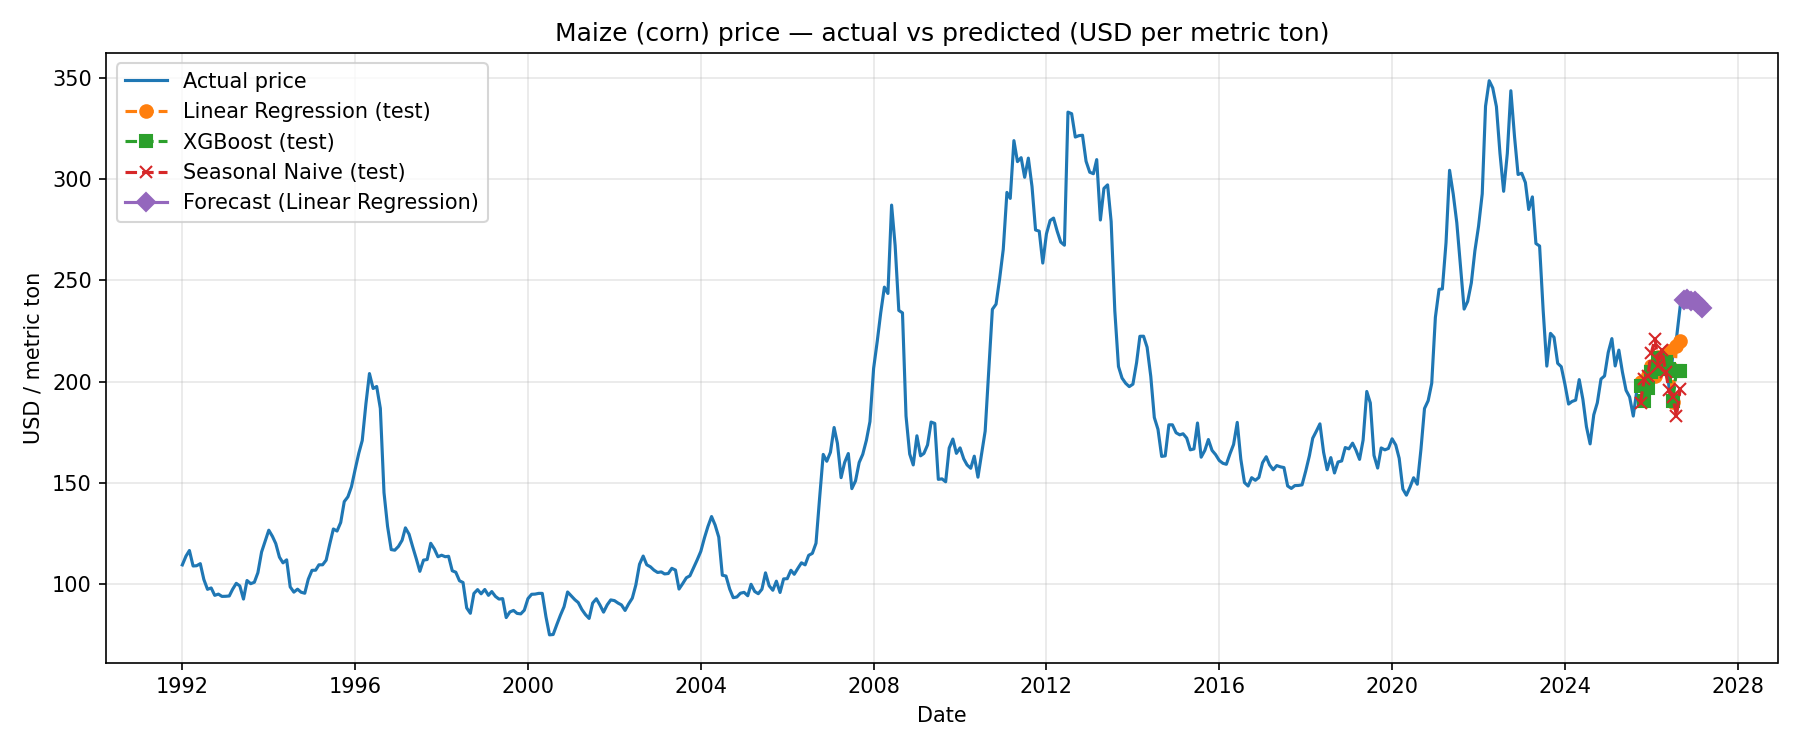 Maize (corn) price — actual vs predicted (USD per metric ton)
Actual price
Linear Regression (test)
XGBoost (test)
Seasonal Naive (test)
Forecast (Linear Regression)
USD / metric ton
350
300
250
200
150
100
1992 1996 2000 2004 2008 2012 2016 2020 2024 2028
Date